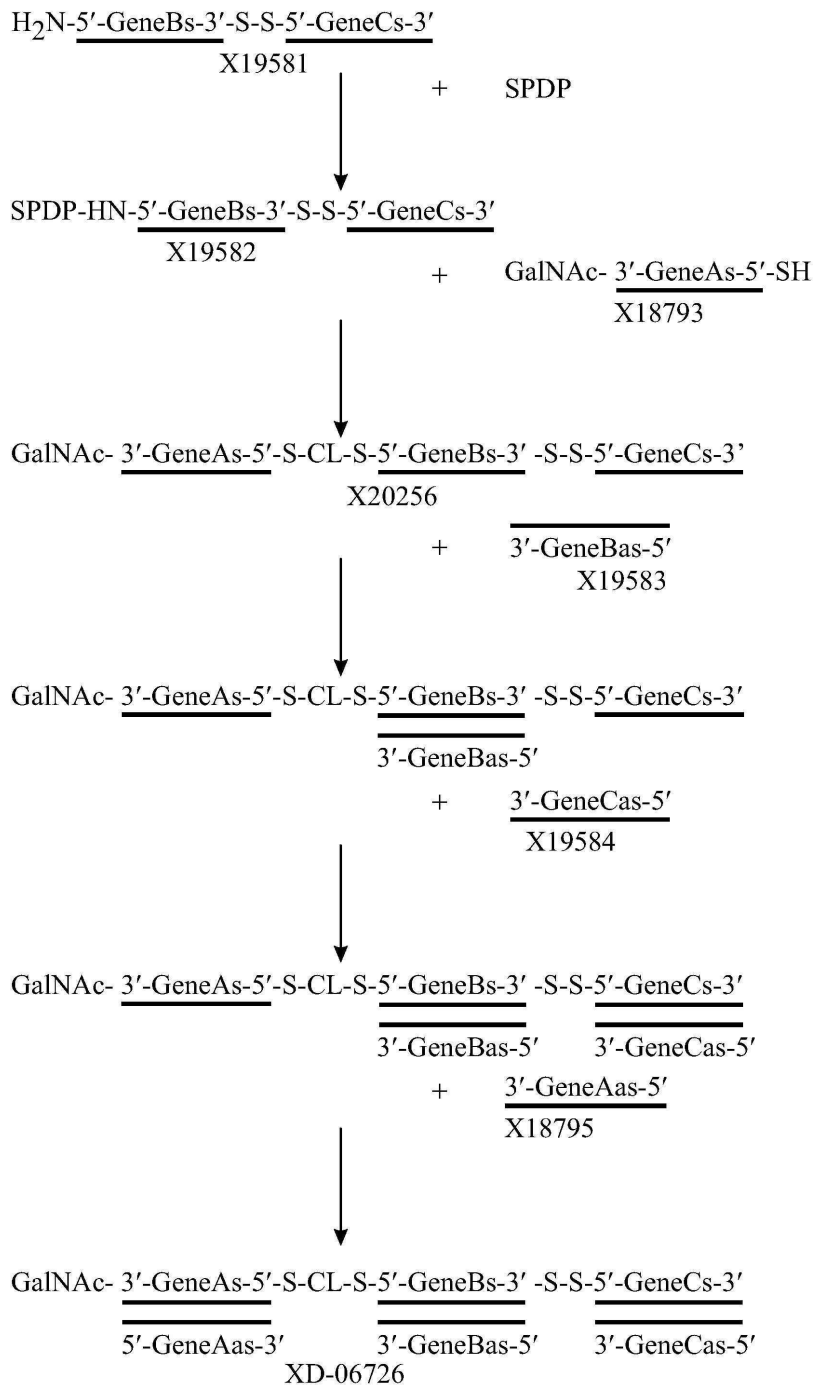 H2N-5′-GeneBs-3′-S-S-5′-GeneCs-3′
X19581
+ SPDP
SPDP-HN-5′-GeneBs-3′-S-S-5′-GeneCs-3′
X19582
+ GalNAc- 3′-GeneAs-5′-SH
X18793
GalNAc- 3′-GeneAs-5′-S-CL-S-5′-GeneBs-3′ -S-S-5′-GeneCs-3’
X20256
+ 3′-GeneBas-5′
X19583
GalNAc- 3′-GeneAs-5′-S-CL-S-5′-GeneBs-3′ -S-S-5′-GeneCs-3′
3′-GeneBas-5′
+ 3′-GeneCas-5′
X19584
GalNAc- 3′-GeneAs-5′-S-CL-S-5′-GeneBs-3′ -S-S-5′-GeneCs-3′
3′-GeneBas-5′ 3′-GeneCas-5′
+ 3′-GeneAas-5′
X18795
GalNAc- 3′-GeneAs-5′-S-CL-S-5′-GeneBs-3′ -S-S-5′-GeneCs-3′
5′-GeneAas-3′ 3′-GeneBas-5′ 3′-GeneCas-5′
XD-06726